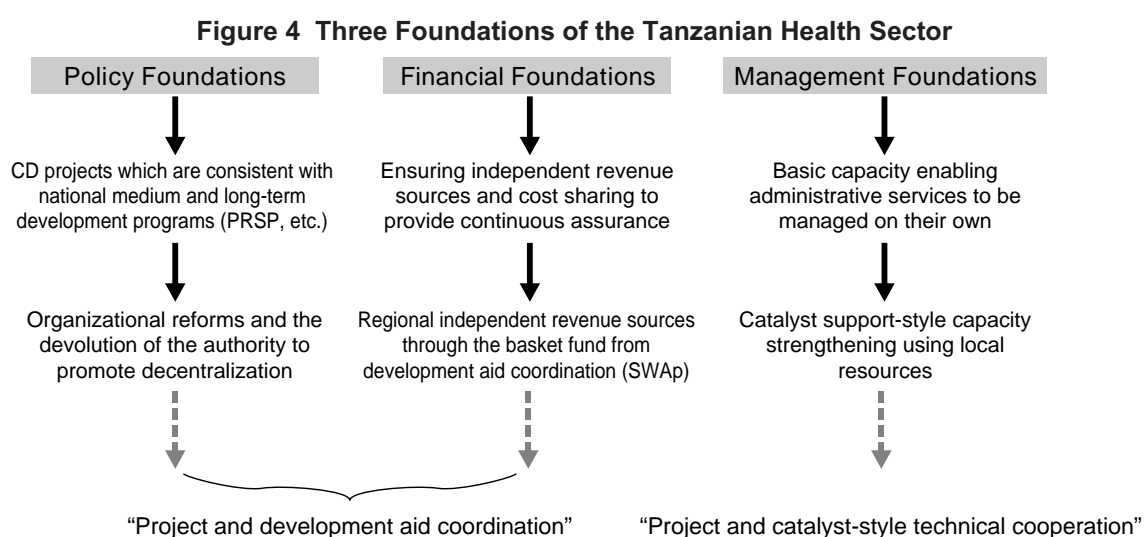 Figure 4 Three Foundations of the Tanzanian Health Sector
Policy Foundations
CD projects which are consistent with
national medium and long-term
development programs (PRSP, etc.)
Organizational reforms and the
devolution of the authority to
promote decentralization
Financial Foundations
Ensuring independent revenue
sources and cost sharing to
provide continuous assurance
Regional independent revenue sources
through the basket fund from
development aid coordination (SWAp)
“Project and development aid coordination”
Management Foundations
Basic capacity enabling
administrative services to be
managed on their own
Catalyst support-style capacity
strengthening using local
resources
“Project and catalyst-style technical cooperation”